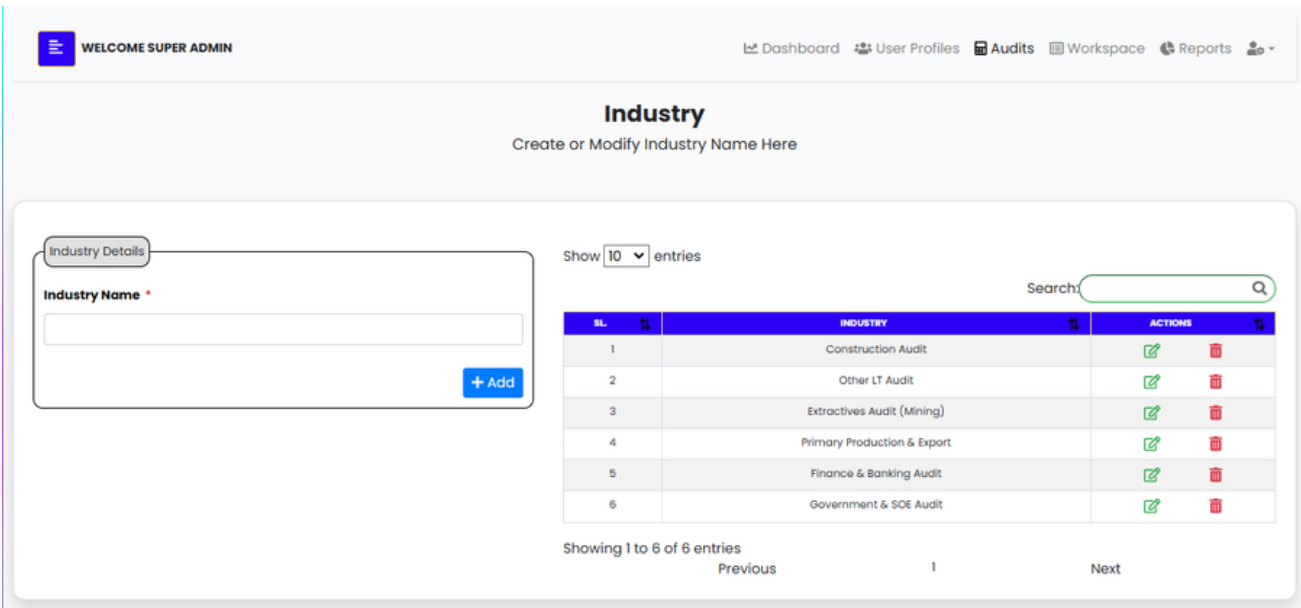 WELCOME SUPER ADMIN
Dashboard User Profiles Audits Workspace Reports
Industry
Create or Modify Industry Name Here
Industry Details
Industry Name *
+ Add
Show 10 entries
Search:
SL. INDUSTRY ACTIONS
1 Construction Audit
2 Other LT Audit
3 Extractives Audit (Mining)
4 Primary Production & Export
5 Finance & Banking Audit
6 Government & SOE Audit
Showing 1 to 6 of 6 entries
Previous 1 Next